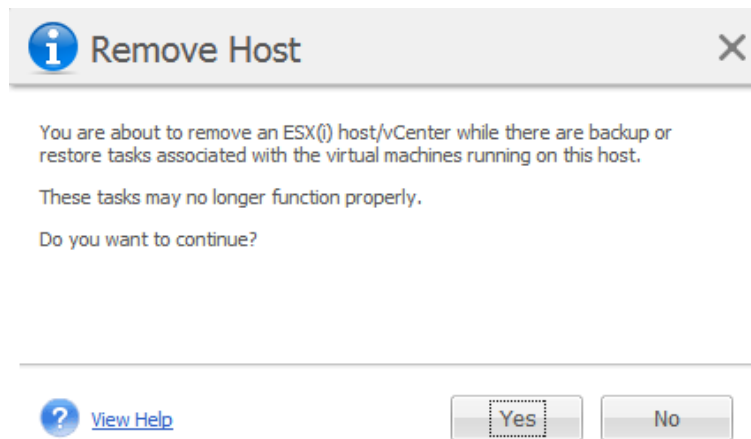 Remove Host
You are about to remove an ESX(i) host/vCenter while there are backup or
restore tasks associated with the virtual machines running on this host.
These tasks may no longer function properly.
Do you want to continue?
View Help
Yes
No